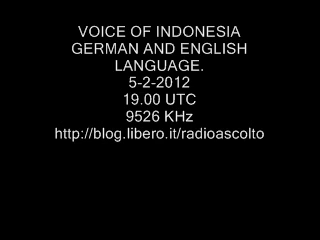 VOICE OF INDONESIA
GERMAN AND ENGLISH
LANGUAGE.
5-2-2012
19.00 UTC
9526 KHz
http://blog.libero.it/radioascolto